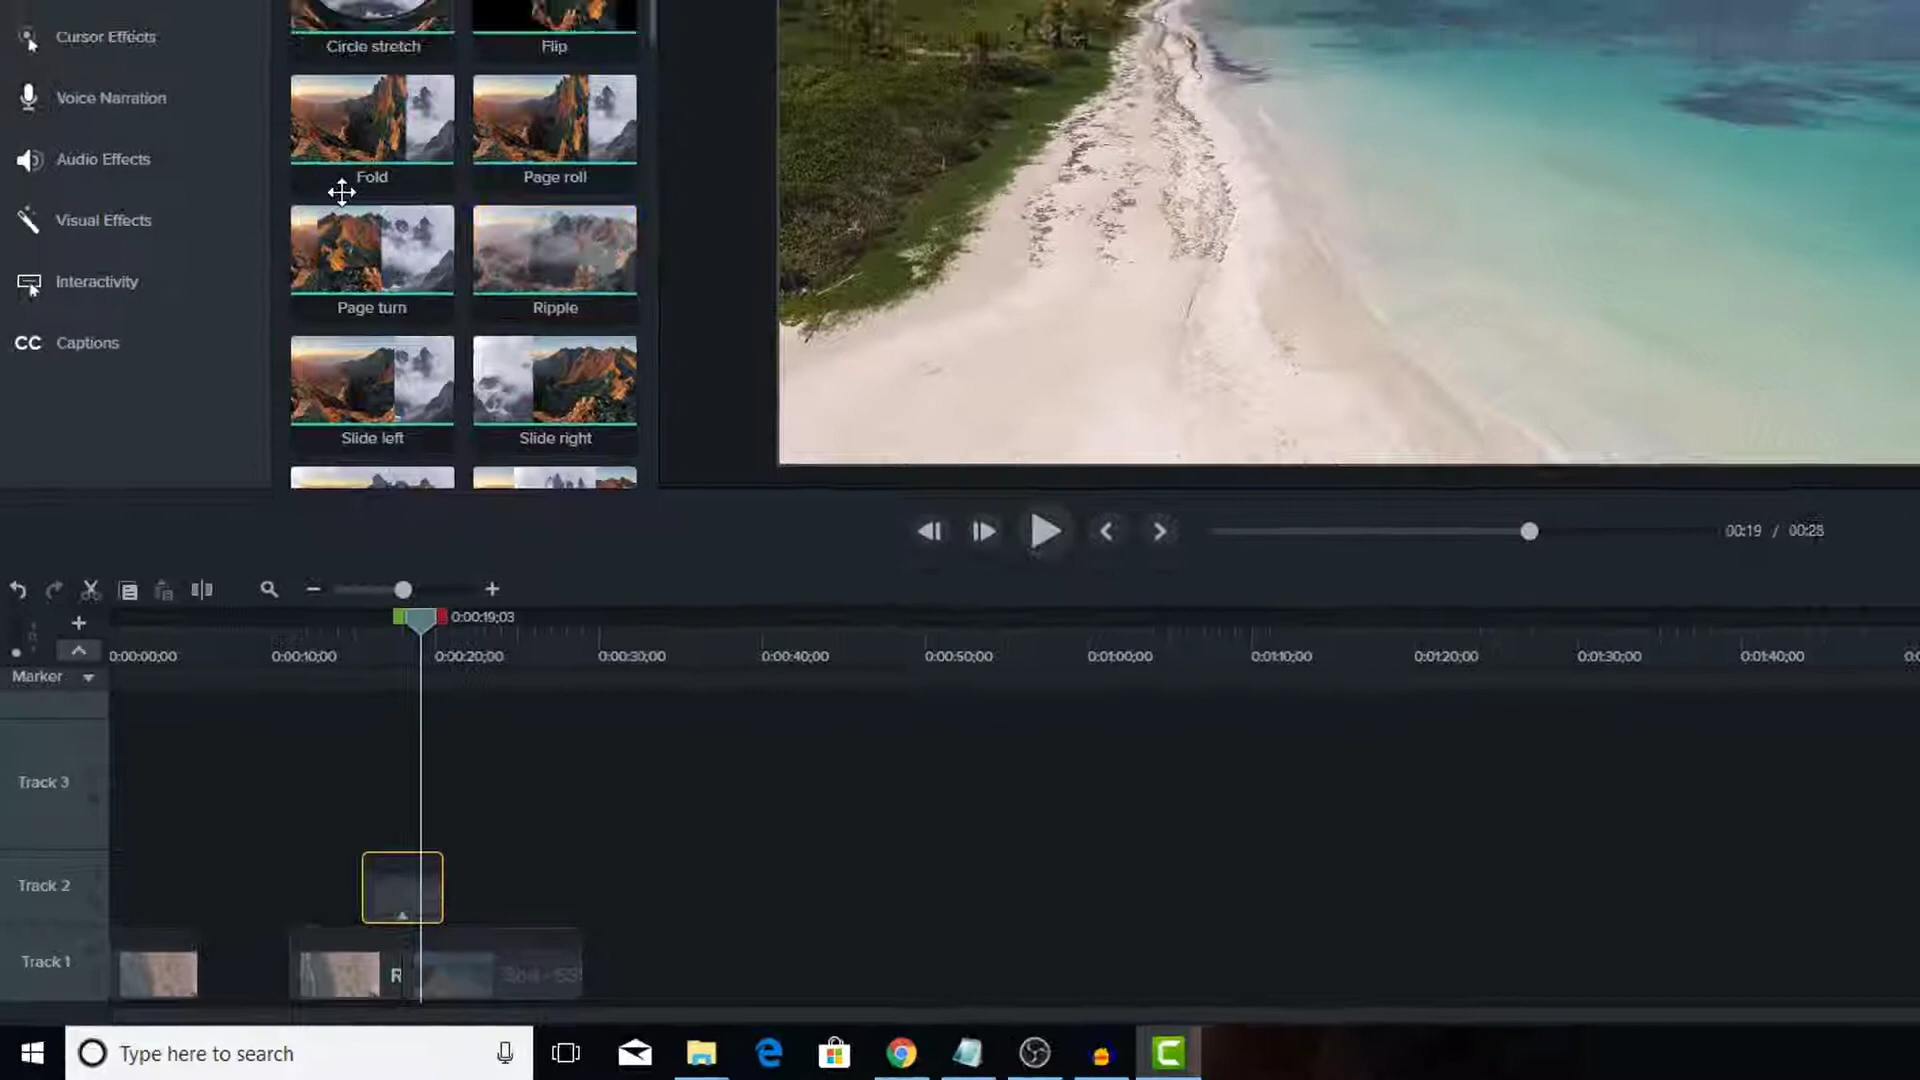 Cursor Effects
Circle stretch
Flip
Voice Narration
Audio Effects
Fold
Page roll
Visual Effects
Interactivity
Page turn
Ripple
CC Captions
Slide left
Slide right
00:19 / 00:28
0:00:19;03
0:00:00;00
0:00:10;00
0:00:20;00
0:00:30;00
0:00:40;00
0:00:50;00
0:01:00;00
0:01:10;00
0:01:20;00
0:01:30;00
0:01:40;00
Marker
Track 3
Track 2
Track 1
R
Type here to search